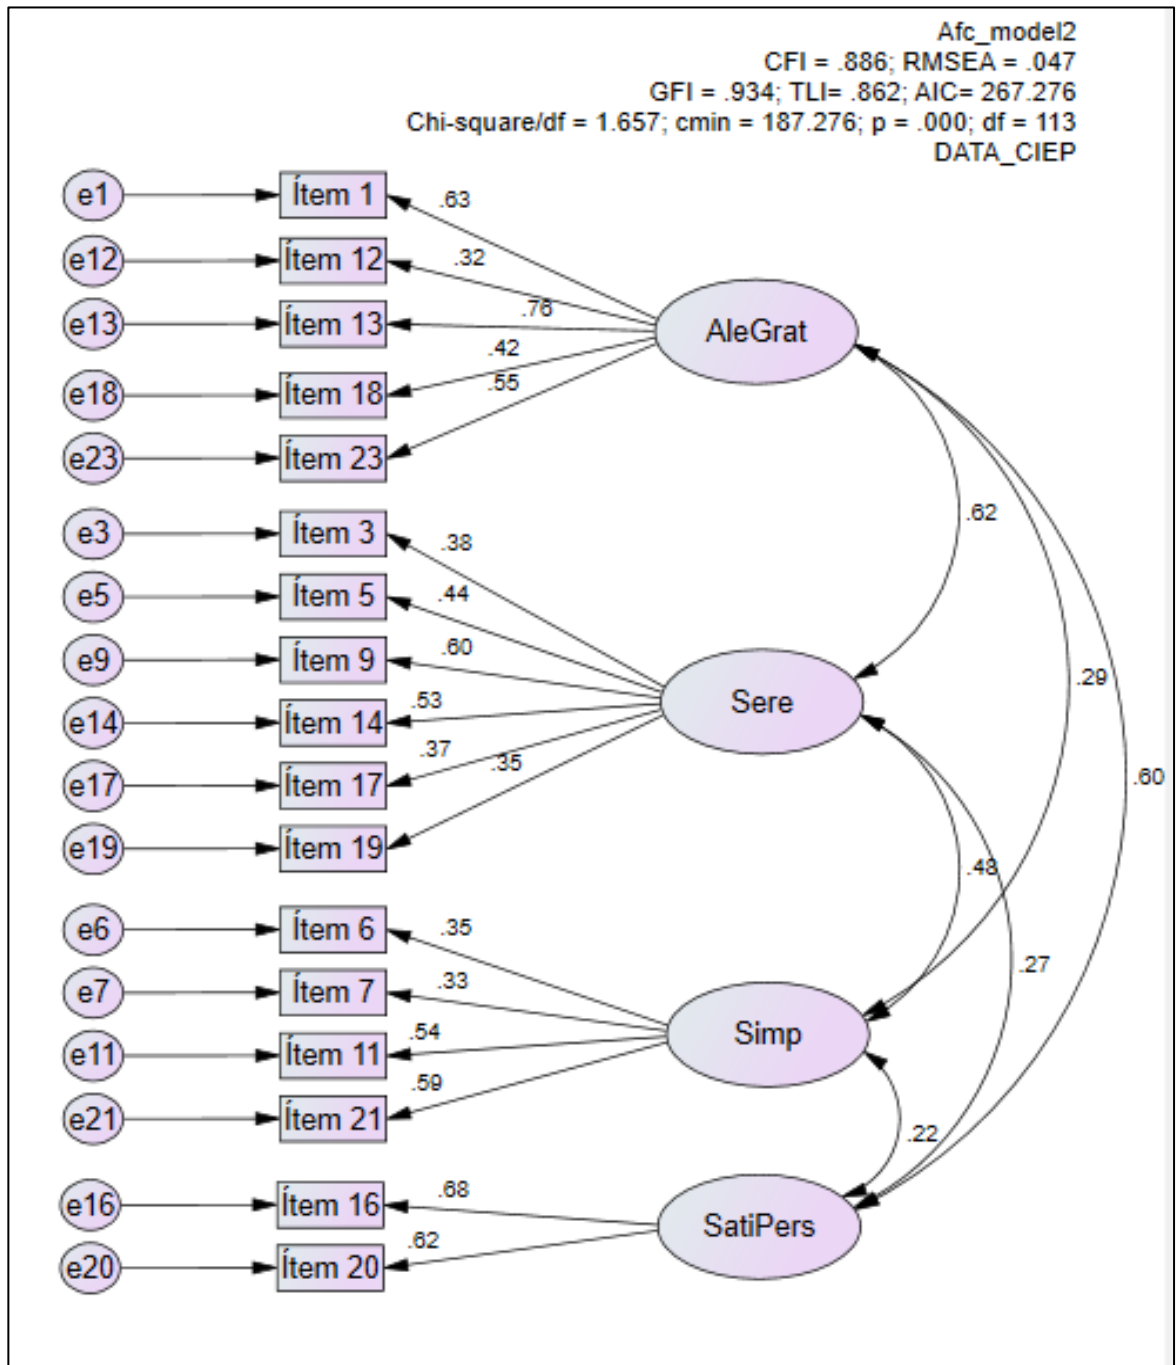 Afc_model2
CFI = .886; RMSEA = .047
GFI = .934; TLI= .862; AIC= 267.276
Chi-square/df = 1.657; cmin = 187.276; p = .000; df = 113
DATA_CIEP
e1 Ítem 1 .63
e12 Ítem 12 .32
e13 Ítem 13 .76 AleGrat
e18 Ítem 18 .42
e23 Ítem 23 .55
.62
e3 Ítem 3 .38
e5 Ítem 5 .44
e9 Ítem 9 .60
.29
e14 Ítem 14 .53 Sere
e17 Ítem 17 .37 .35
.60
e19 Ítem 19
.48
e6 Ítem 6 .35
.27
e7 Ítem 7 .33
e11 Ítem 11 .54 Simp
e21 Ítem 21 .59
.22
e16 Ítem 16 .68
SatiPers
e20 Ítem 20 .62